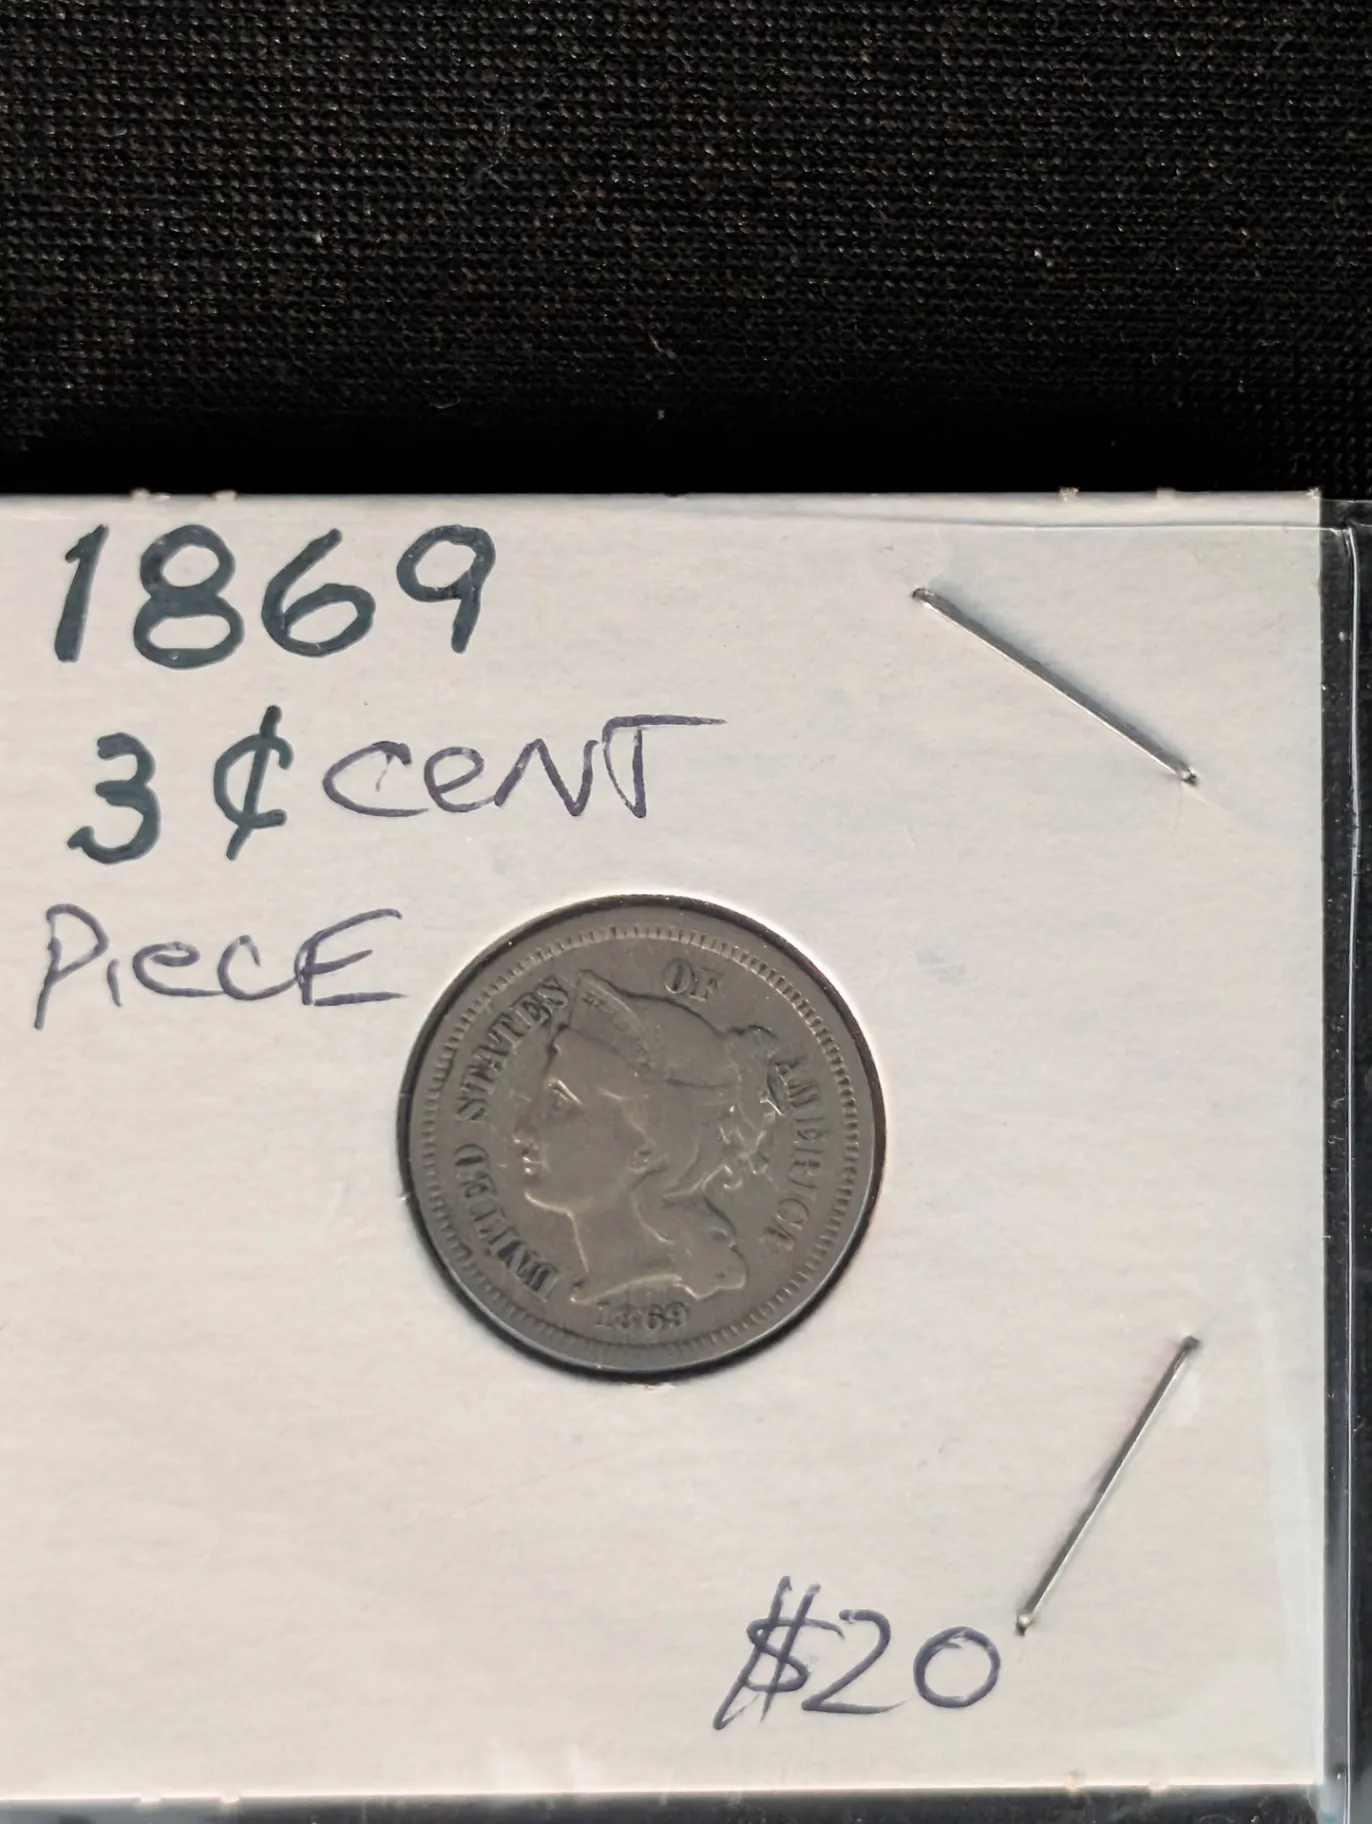 1869
3¢ CENT
PIECE
UNITED STATES OF AMERICA
1869
$20